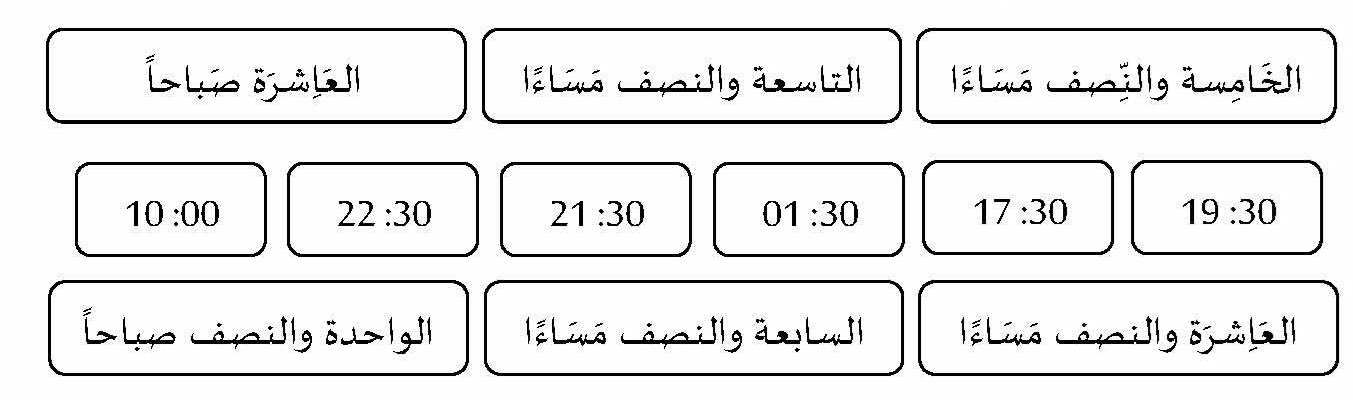 الخَامِسة والنِّصف مَسَاءًا
التاسعة والنصف مَسَاءًا
العَاشِرَة صَباحاً
19 :30
17 :30
01 :30
21 :30
22 :30
10 :00
العَاشِرَة والنصف مَسَاءًا
السابعة والنصف مَسَاءًا
الواحدة والنصف صباحاً